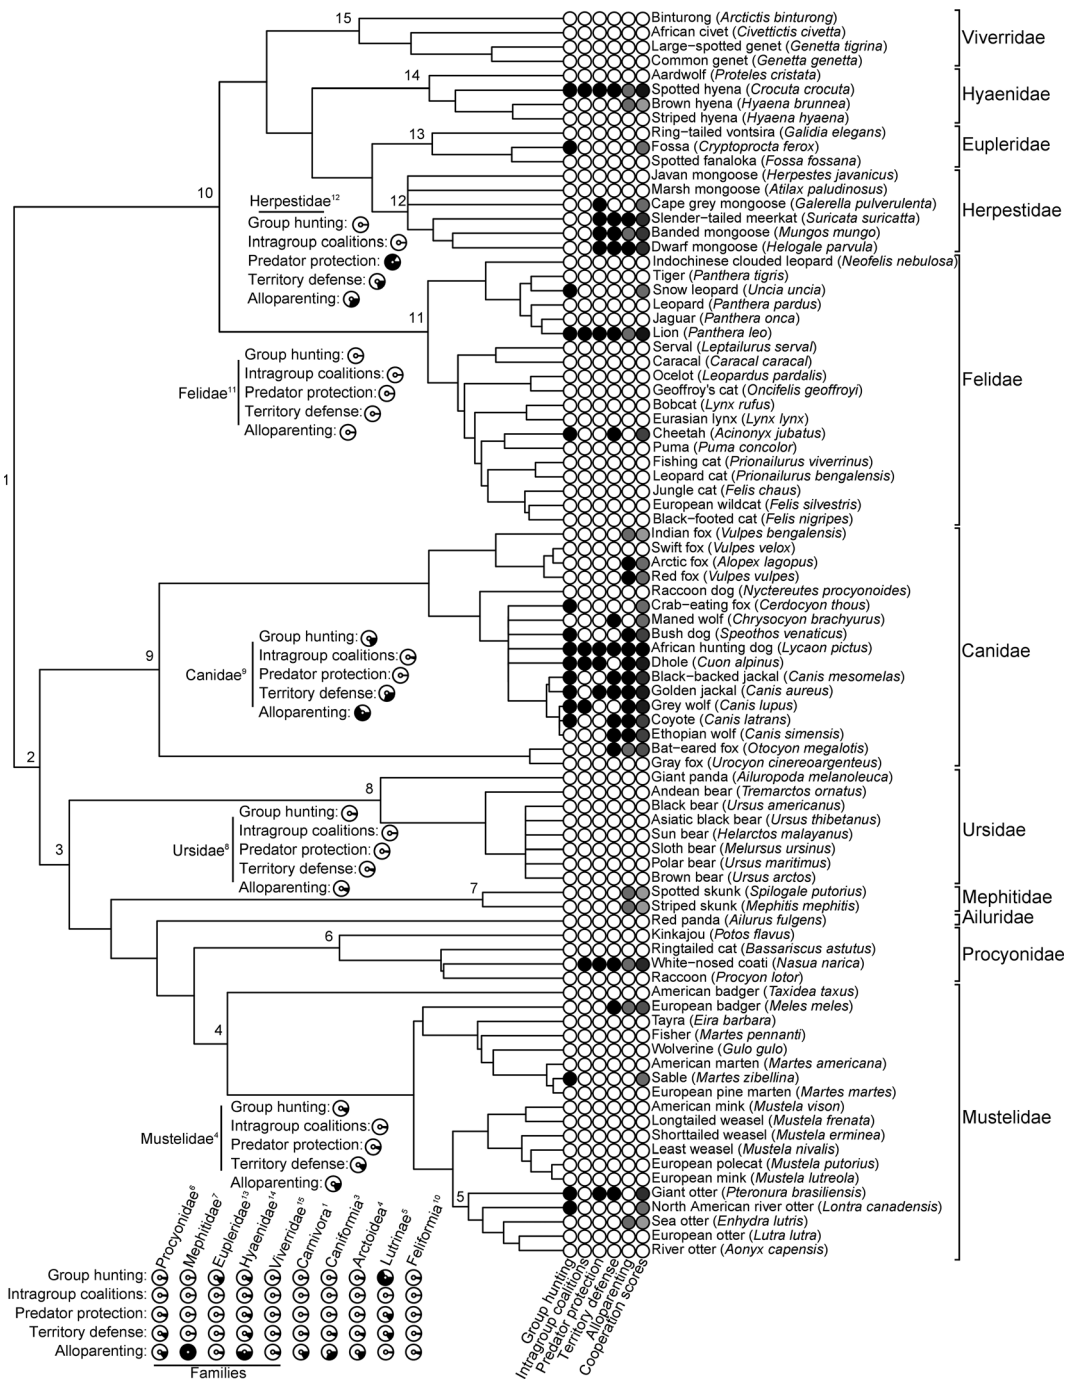 15
Binturong (Arctictis binturong)
African civet (Civettictis civetta)
Large−spotted genet (Genetta tigrina)
Common genet (Genetta genetta)
Viverridae
14
Aardwolf (Proteles cristata)
Spotted hyena (Crocuta crocuta)
Brown hyena (Hyaena brunnea)
Striped hyena (Hyaena hyaena)
Hyaenidae
13
Ring−tailed vontsira (Galidia elegans)
Fossa (Cryptoprocta ferox)
Spotted fanaloka (Fossa fossana)
Eupleridae
10
12
Javan mongoose (Herpestes javanicus)
Marsh mongoose (Atilax paludinosus)
Cape grey mongoose (Galerella pulverulenta)
Slender−tailed meerkat (Suricata suricatta)
Banded mongoose (Mungos mungo)
Dwarf mongoose (Helogale parvula)
Herpestidae
Herpestidae12
Group hunting:
Intragroup coalitions:
Predator protection:
Territory defense:
Alloparenting:
11
Indochinese clouded leopard (Neofelis nebulosa)
Tiger (Panthera tigris)
Snow leopard (Uncia uncia)
Leopard (Panthera pardus)
Jaguar (Panthera onca)
Lion (Panthera leo)
Serval (Leptailurus serval)
Caracal (Caracal caracal)
Ocelot (Leopardus pardalis)
Geoffroy's cat (Oncifelis geoffroyi)
Bobcat (Lynx rufus)
Eurasian lynx (Lynx lynx)
Cheetah (Acinonyx jubatus)
Puma (Puma concolor)
Fishing cat (Prionailurus viverrinus)
Leopard cat (Prionailurus bengalensis)
Jungle cat (Felis chaus)
European wildcat (Felis silvestris)
Black−footed cat (Felis nigripes)
Felidae
Felidae11
Group hunting:
Intragroup coalitions:
Predator protection:
Territory defense:
Alloparenting:
1
Indian fox (Vulpes bengalensis)
Swift fox (Vulpes velox)
Arctic fox (Alopex lagopus)
Red fox (Vulpes vulpes)
Raccoon dog (Nyctereutes procyonoides)
Crab−eating fox (Cerdocyon thous)
Maned wolf (Chrysocyon brachyurus)
Bush dog (Speothos venaticus)
African hunting dog (Lycaon pictus)
Dhole (Cuon alpinus)
Black−backed jackal (Canis mesomelas)
Golden jackal (Canis aureus)
Grey wolf (Canis lupus)
Coyote (Canis latrans)
Ethopian wolf (Canis simensis)
Bat−eared fox (Otocyon megalotis)
Gray fox (Urocyon cinereoargenteus)
Canidae
9
Canidae9
Group hunting:
Intragroup coalitions:
Predator protection:
Territory defense:
Alloparenting:
2
8
Giant panda (Ailuropoda melanoleuca)
Andean bear (Tremarctos ornatus)
Black bear (Ursus americanus)
Asiatic black bear (Ursus thibetanus)
Sun bear (Helarctos malayanus)
Sloth bear (Melursus ursinus)
Polar bear (Ursus maritimus)
Brown bear (Ursus arctos)
Ursidae
Ursidae8
Group hunting:
Intragroup coalitions:
Predator protection:
Territory defense:
Alloparenting:
3
7
Spotted skunk (Spilogale putorius)
Striped skunk (Mephitis mephitis)
Mephitidae
Red panda (Ailurus fulgens)
Ailuridae
6
Kinkajou (Potos flavus)
Ringtailed cat (Bassariscus astutus)
White−nosed coati (Nasua narica)
Raccoon (Procyon lotor)
Procyonidae
4
American badger (Taxidea taxus)
European badger (Meles meles)
Tayra (Eira barbara)
Fisher (Martes pennanti)
Wolverine (Gulo gulo)
American marten (Martes americana)
Sable (Martes zibellina)
European pine marten (Martes martes)
American mink (Mustela vison)
Longtailed weasel (Mustela frenata)
Shorttailed weasel (Mustela erminea)
Least weasel (Mustela nivalis)
European polecat (Mustela putorius)
European mink (Mustela lutreola)
5
Giant otter (Pteronura brasiliensis)
North American river otter (Lontra canadensis)
Sea otter (Enhydra lutris)
European otter (Lutra lutra)
River otter (Aonyx capensis)
Mustelidae
Mustelidae4
Group hunting:
Intragroup coalitions:
Predator protection:
Territory defense:
Alloparenting:
Procyonidae6
Mephitidae7
Eupleridae13
Hyaenidae14
Viverridae15
Carnivora1
Caniformia3
Arctoidea4
Lutrinae5
Feliformia10
Group hunting:
Intragroup coalitions:
Predator protection:
Territory defense:
Alloparenting:
Families
Group hunting
Intragroup coalitions
Predator protection
Territory defense
Alloparenting
Cooperation scores